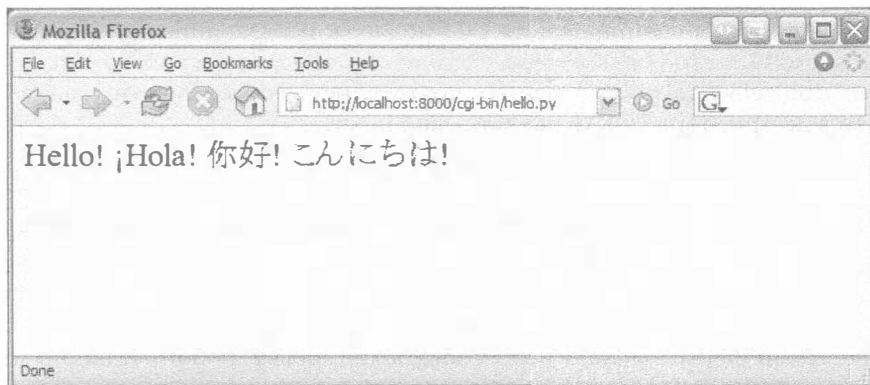 Mozilla Firefox
File Edit View Go Bookmarks Tools Help
http://localhost:8000/cgi-bin/hello.py Go G
Hello! ¡Hola! 你好! こんにちは!
Done